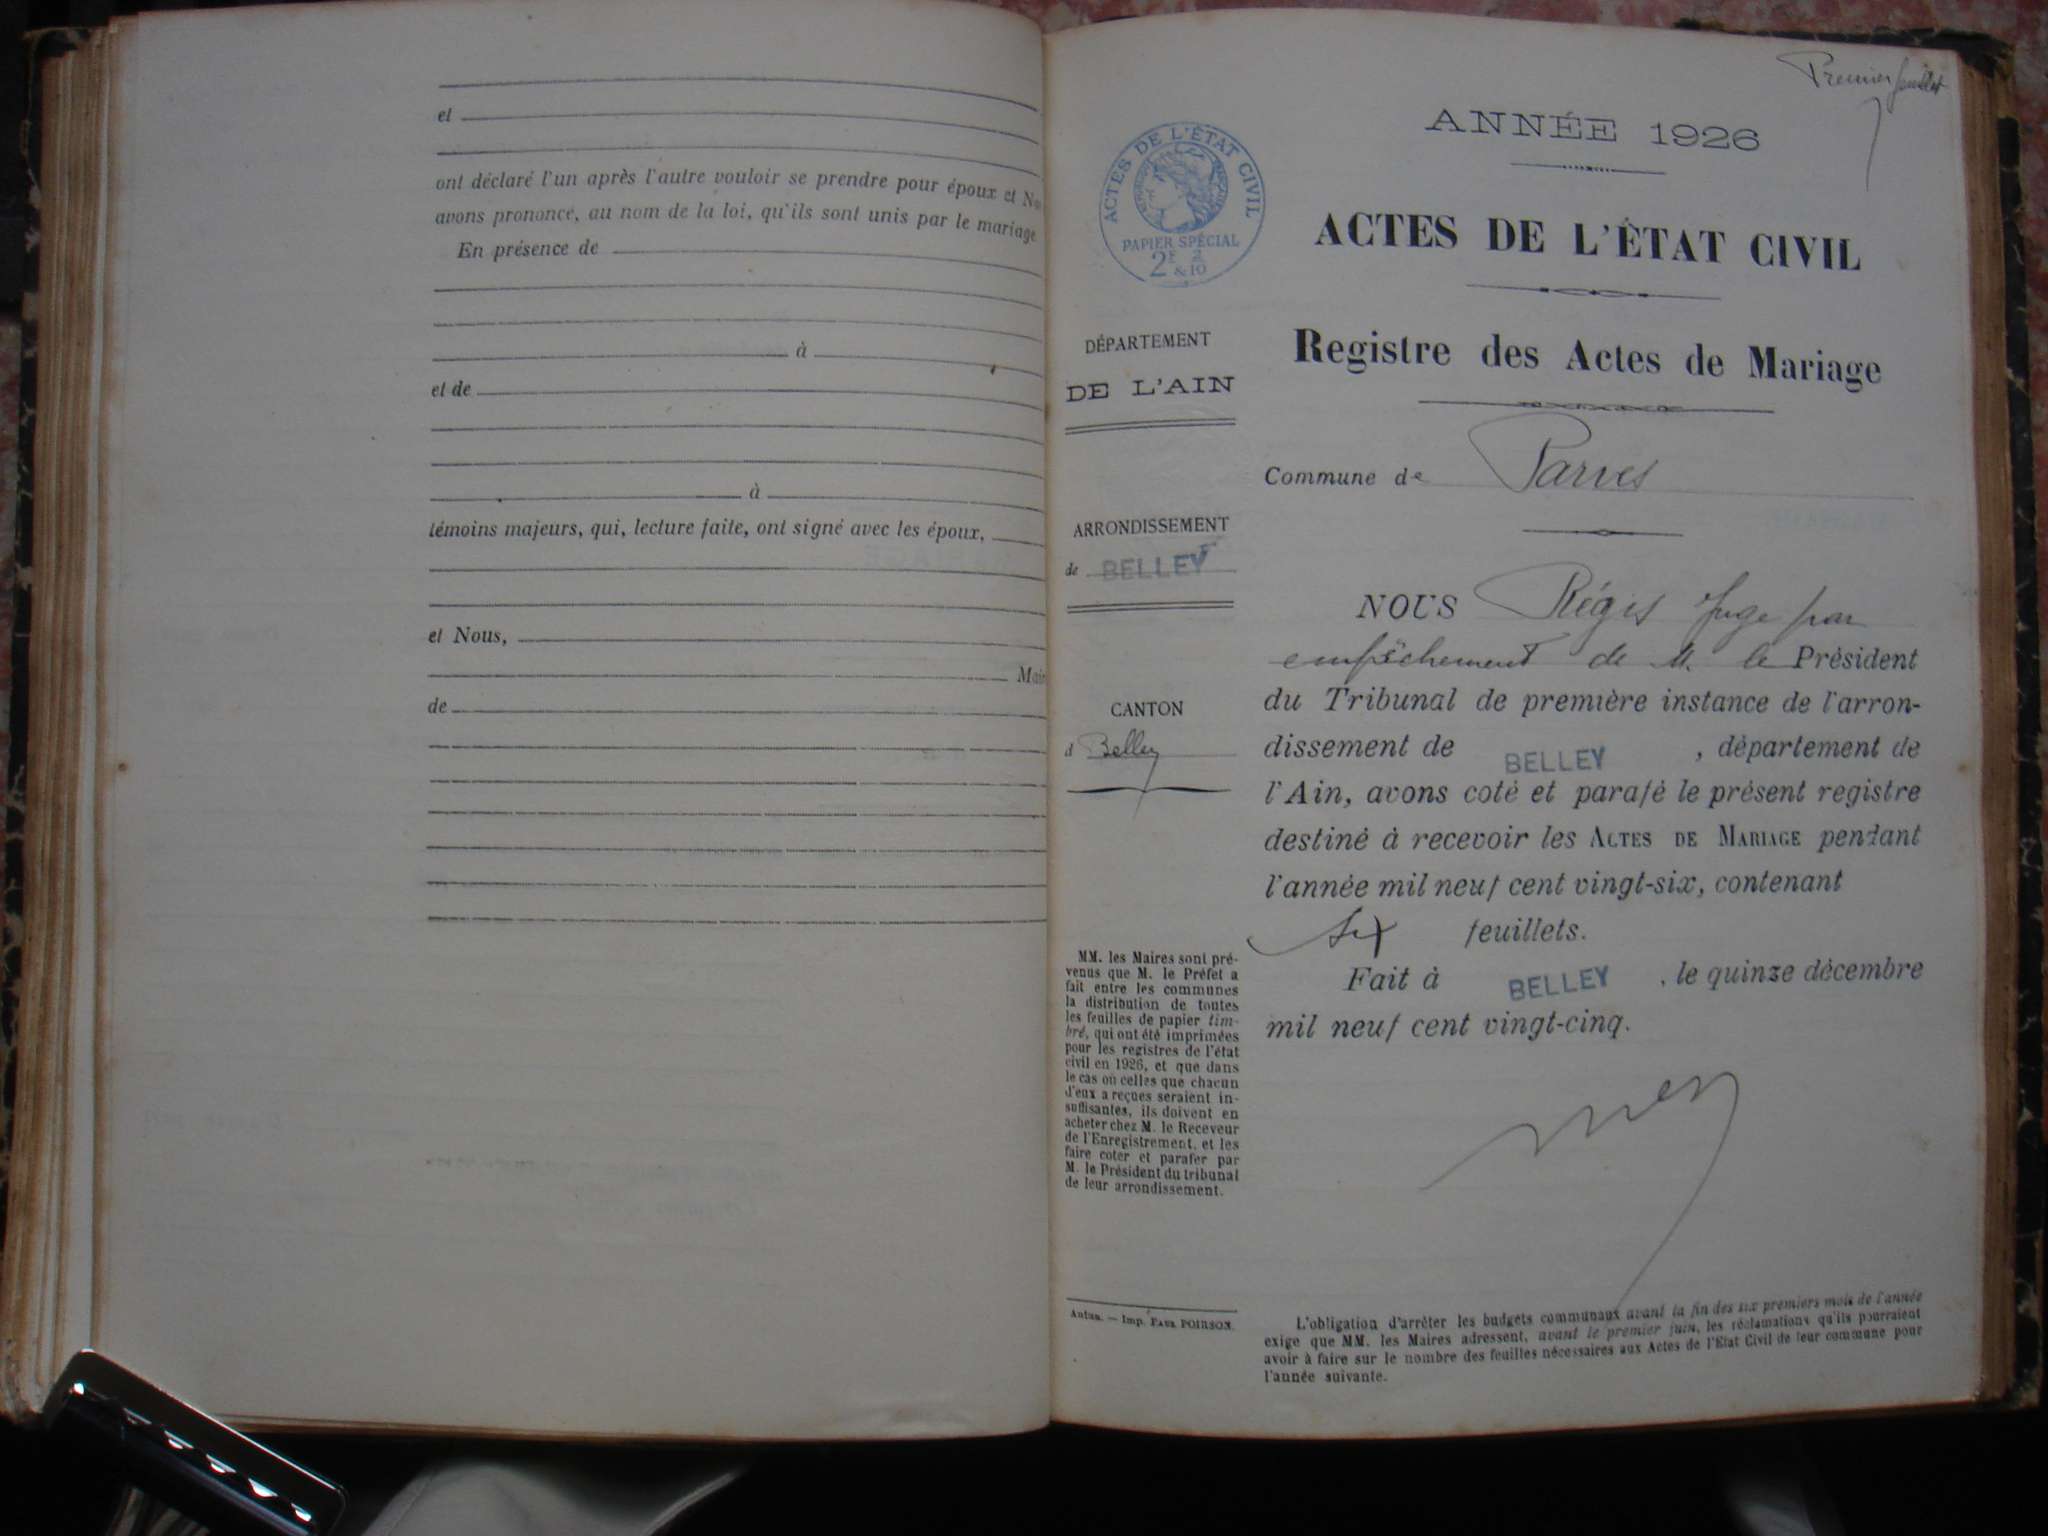 et
ont déclaré l'un après l'autre vouloir se prendre pour époux et
avons prononcé, au nom de la loi, qu'ils sont unis par le mariage
En présence de
à
et de
à
témoins majeurs, qui, lecture faite, ont signé avec les époux,
et Nous,
Mair
de
Premier feuillet
ANNÉE 1926
ACTES DE L'ÉTAT CIVIL
RÉPUBLIQUE FRANÇAISE
PAPIER SPÉCIAL
2F 2
& 10
ACTES DE L'ÉTAT CIVIL
Registre des Actes de Mariage
DÉPARTEMENT
DE L'AIN
Commune de Parves
ARRONDISSEMENT
de BELLEY
CANTON
d Belley
MM. les Maires sont pré-
venus que M. le Préfet a
fait entre les communes
la distribution de toutes
les feuilles de papier tim-
bré, qui ont été imprimées
pour les registres de l'état
civil en 1926, et que dans
le cas où celles que chacun
d'eux a reçues seraient in-
suffisantes, ils doivent en
acheter chez M. le Receveur
de l'Enregistrement, et les
faire coter et parafer par
M. le Président du tribunal
de leur arrondissement.
Autun. — Imp. PAUL POIRSON.
NOUS Régis Juge par
empêchement de M. le Président
du Tribunal de première instance de l'arron-
dissement de BELLEY, département de
l'Ain, avons coté et parafé le présent registre
destiné à recevoir les ACTES DE MARIAGE pendant
l'année mil neuf cent vingt-six, contenant
six feuillets.
Fait à BELLEY, le quinze décembre
mil neuf cent vingt-cinq.
L'obligation d'arrêter les budgets communaux avant la fin des six premiers mois de l'année
exige que MM. les Maires adressent, avant le premier juin, les réclamations qu'ils pourraient
avoir à faire sur le nombre des feuilles nécessaires aux Actes de l'Etat Civil de leur commune pour
l'année suivante.